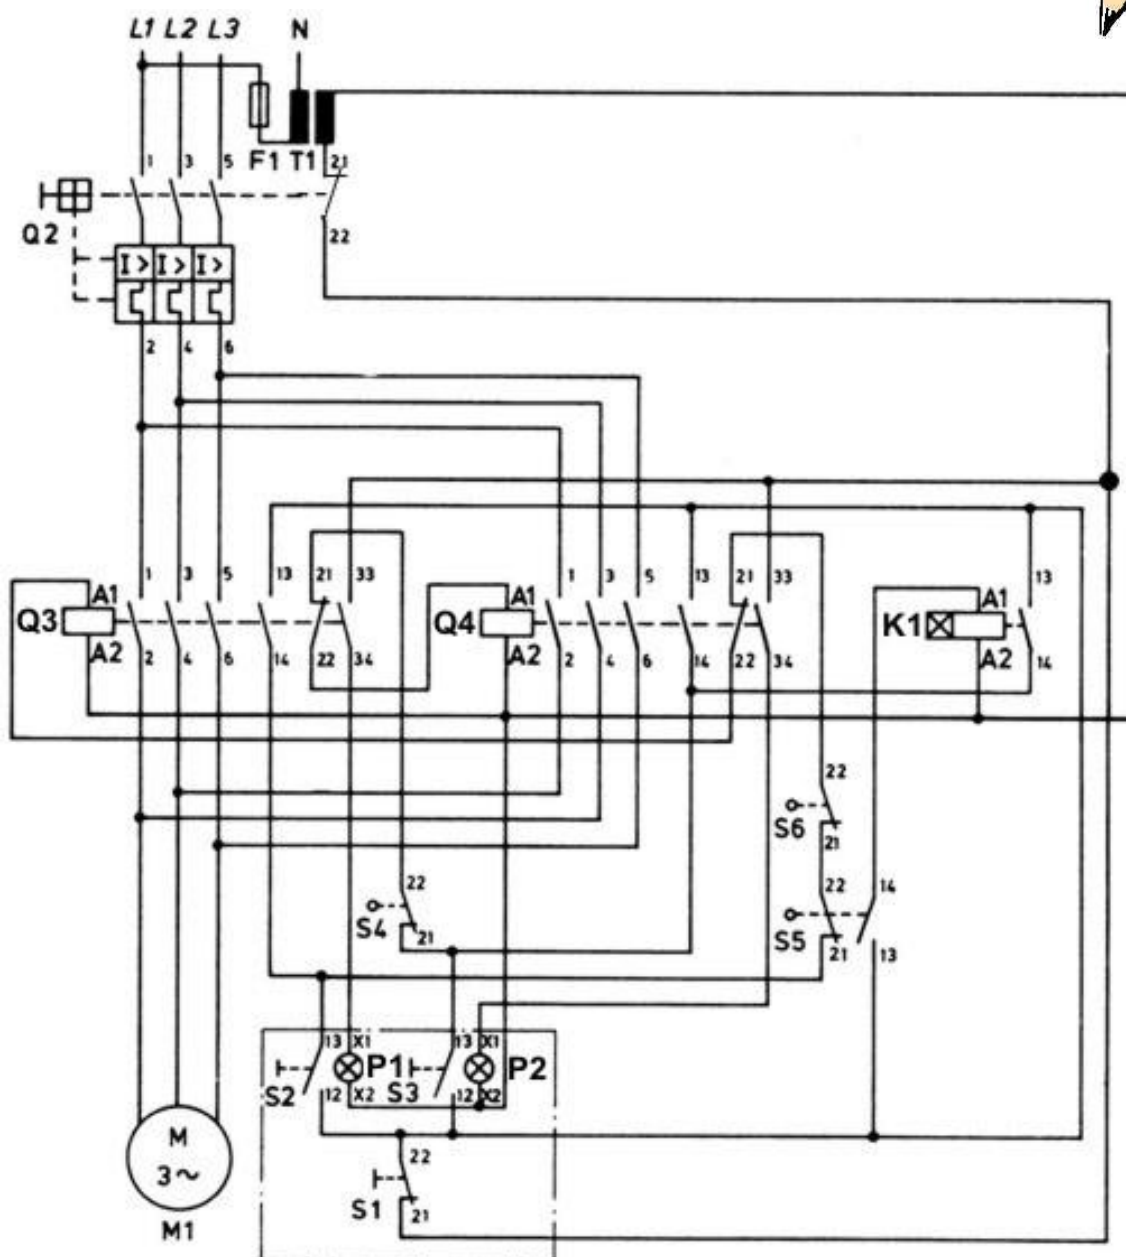 L1 L2 L3 N
F1 T1
1 3 5 21
Q2
22
I> I> I>
2 4 6
1 3 5 13 21 33
A1
Q3
A2
2 4 6 14 22 34
1 3 5 13 21 33
A1
Q4
A2
2 4 6 14 22 34
13
A1
K1
A2
14
22
S6
21
22 14
S5
21 13
22
S4
21
13 X1 13 X1
P1 P2
S2 S3
12 X2 12 X2
22
S1
21
M
3~
M1